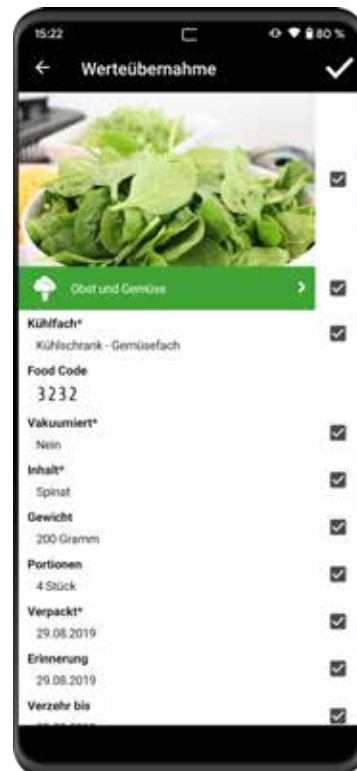 15:22
80 %
Werteübernahme
Obst und Gemüse
Kühlfach*
Kühlschrank - Gemüsefach
Food Code
3232
Vakuumiert*
Nein
Inhalt*
Spinat
Gewicht
200 Gramm
Portionen
4 Stück
Verpackt*
29.08.2019
Erinnerung
29.08.2019
Verzehr bis